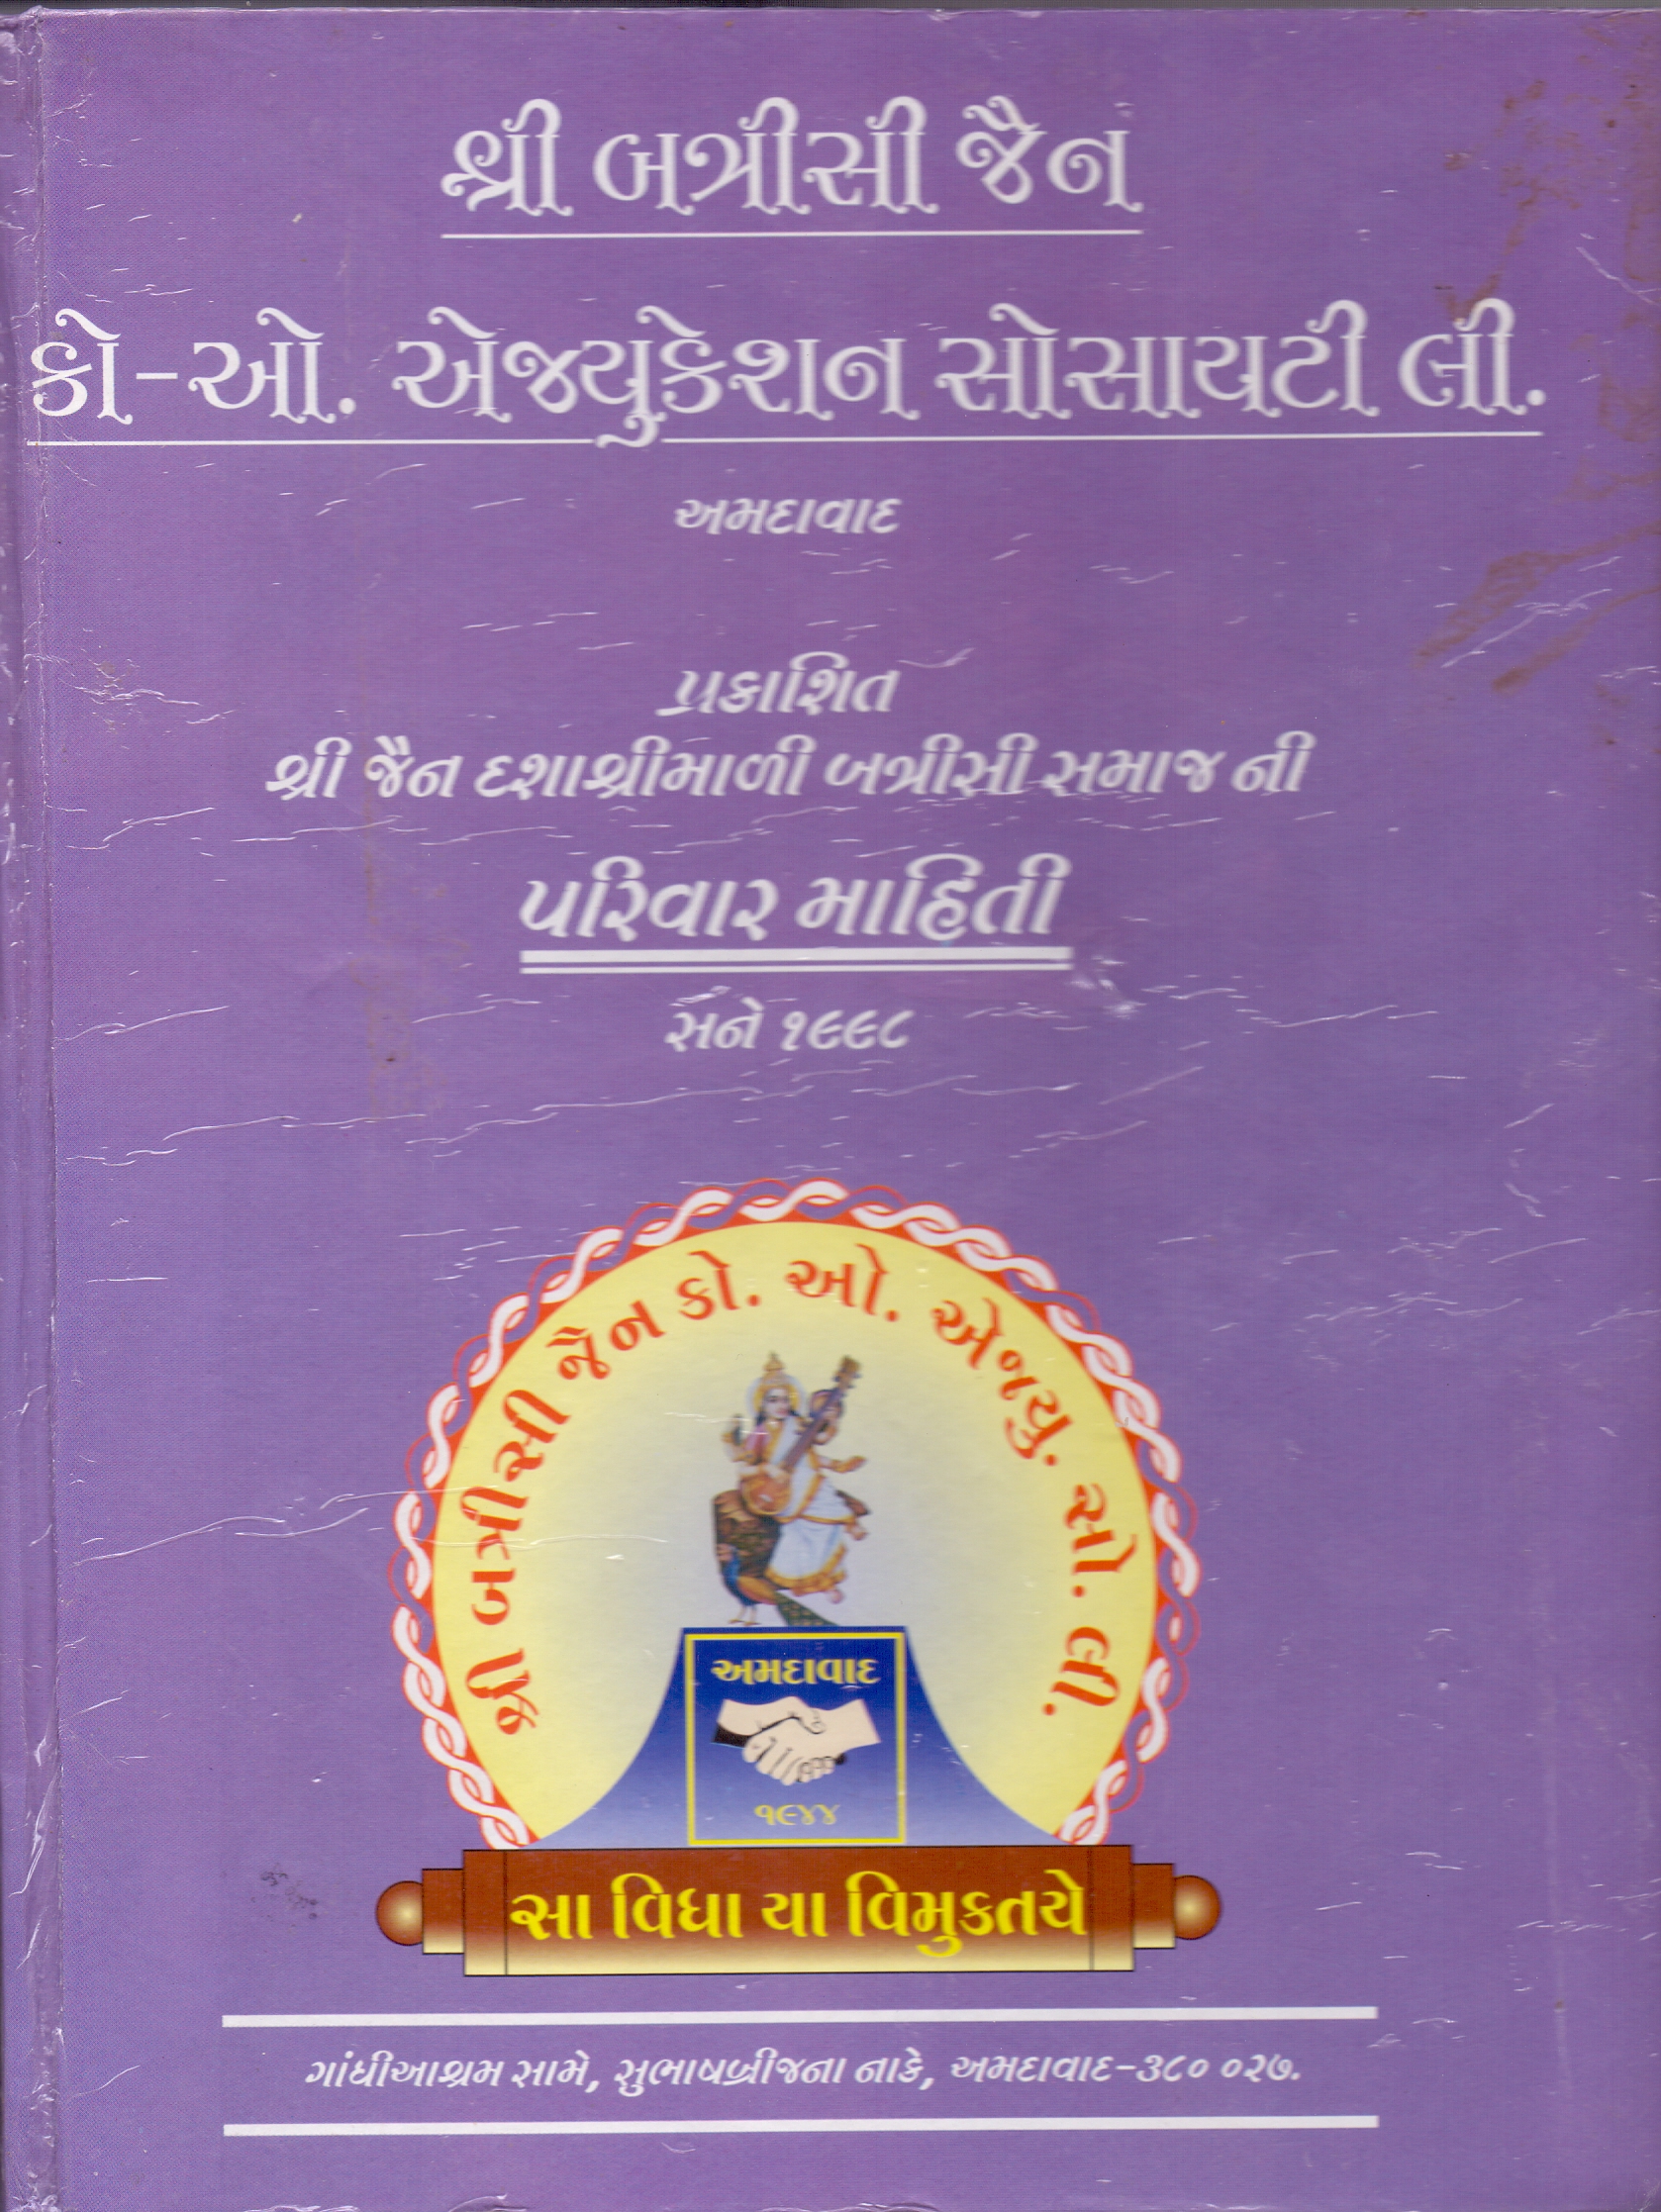 શ્રી બત્રીસી જૈન
કો-ઓ. એજ્યુકેશન સોસાયટી લી.
અમદાવાદ
પ્રકાશિત
શ્રી જૈન દશાશ્રીમાળી બત્રીસી સમાજ ની
પરિવાર માહિતી
સને ૧૯૯૮
શ્રી બત્રીસી જૈન કો. ઓ. એજ્યુ. સો. લી.
અમદાવાદ
૧૯૪૪
સા વિધા યા વિમુકતયે
ગાંધીઆશ્રમ સામે, સુભાષબ્રીજના નાકે, અમદાવાદ-૩૮૦ ૦૨૭.